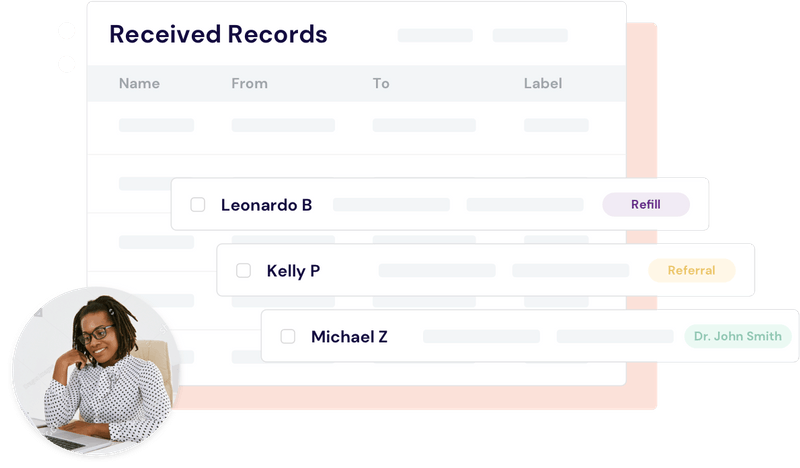 Received Records
Name From To Label
Leonardo B Refill
Kelly P Referral
Michael Z Dr. John Smith